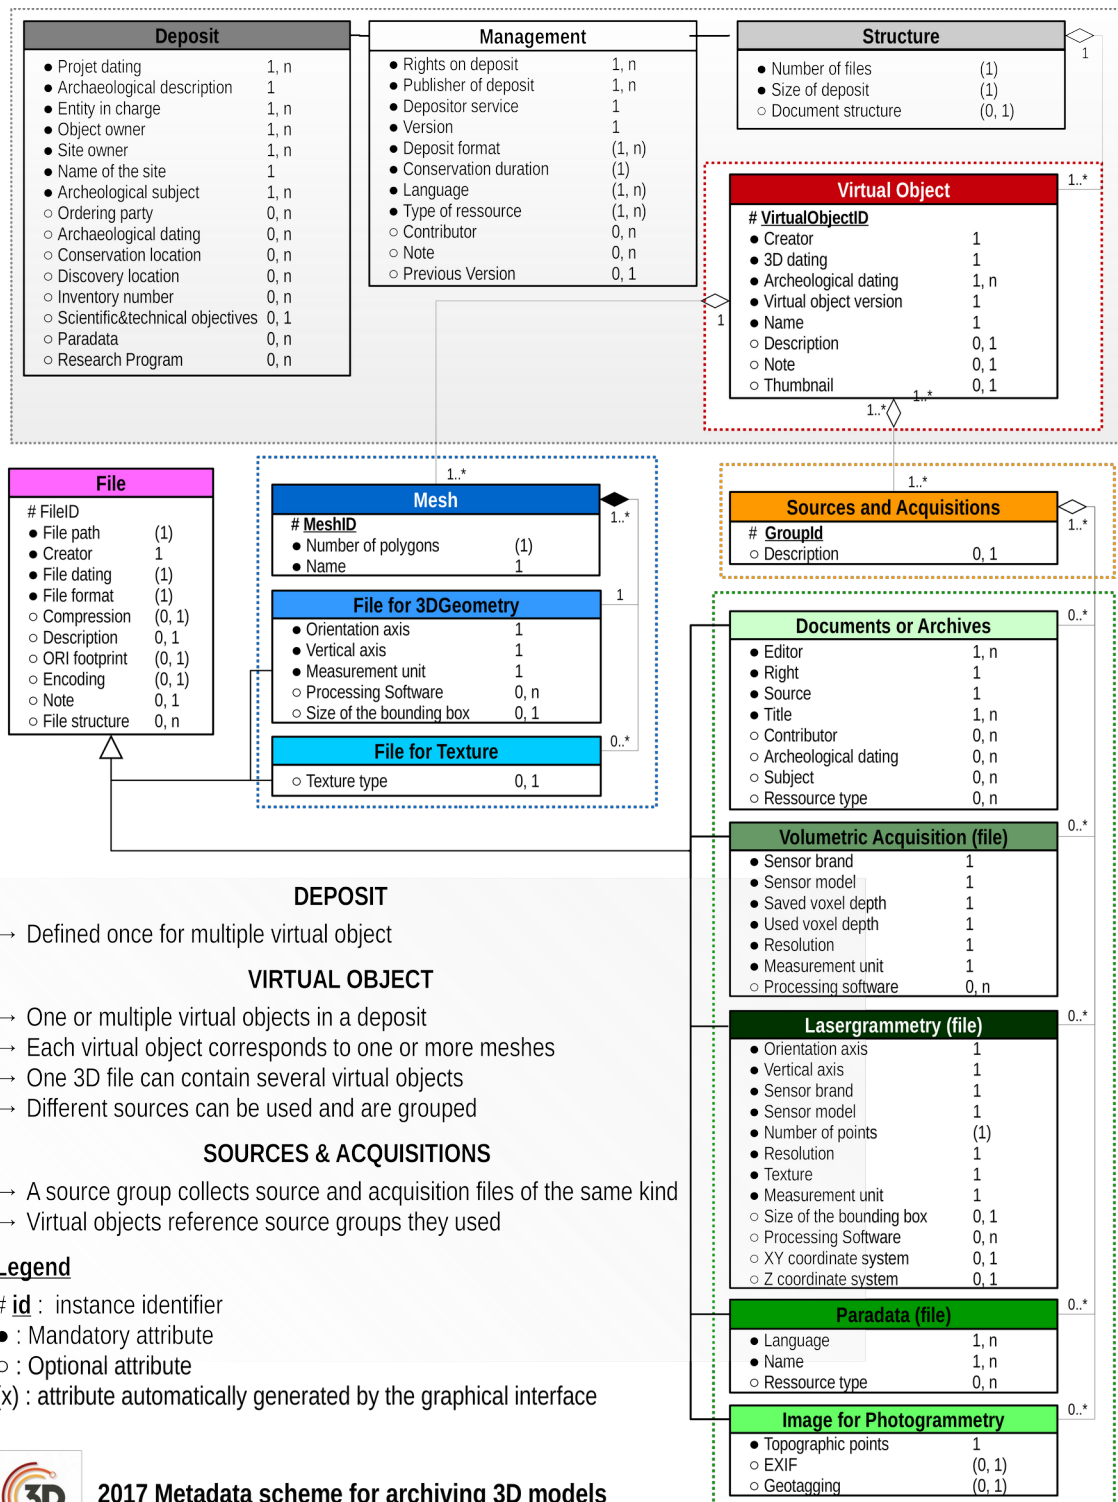 Deposit
● Projet dating 1, n
● Archaeological description 1
● Entity in charge 1, n
● Object owner 1, n
● Site owner 1, n
● Name of the site 1
● Archeological subject 1, n
○ Ordering party 0, n
○ Archaeological dating 0, n
○ Conservation location 0, n
○ Discovery location 0, n
○ Inventory number 0, n
○ Scientific&technical objectives 0, 1
○ Paradata 0, n
○ Research Program 0, n
Management
● Rights on deposit 1, n
● Publisher of deposit 1, n
● Depositor service 1
● Version 1
● Deposit format (1, n)
● Conservation duration (1)
● Language (1, n)
● Type of ressource (1, n)
○ Contributor 0, n
○ Note 0, n
○ Previous Version 0, 1
Structure
● Number of files (1)
● Size of deposit (1)
○ Document structure (0, 1)
1
1..*
Virtual Object
# VirtualObjectID
● Creator 1
● 3D dating 1
● Archeological dating 1, n
● Virtual object version 1
● Name 1
○ Description 0, 1
○ Note 0, 1
○ Thumbnail 0, 1
1
1..*
1..*
1..*
1..*
File
# FileID
● File path (1)
● Creator 1
● File dating (1)
● File format (1)
○ Compression (0, 1)
○ Description 0, 1
○ ORI footprint (0, 1)
○ Encoding (0, 1)
○ Note 0, 1
○ File structure 0, n
Mesh
# MeshID
● Number of polygons (1)
● Name 1
1..*
File for 3DGeometry
1
● Orientation axis 1
● Vertical axis 1
● Measurement unit 1
○ Processing Software 0, n
○ Size of the bounding box 0, 1
File for Texture
0..*
○ Texture type 0, 1
Sources and Acquisitions
# GroupId
○ Description 0, 1
1..*
Documents or Archives
0..*
● Editor 1, n
● Right 1
● Source 1
● Title 1, n
○ Contributor 0, n
○ Archeological dating 0, n
○ Subject 0, n
○ Ressource type 0, n
Volumetric Acquisition (file)
0..*
● Sensor brand 1
● Sensor model 1
● Saved voxel depth 1
● Used voxel depth 1
● Resolution 1
● Measurement unit 1
○ Processing software 0, n
Lasergrammetry (file)
0..*
● Orientation axis 1
● Vertical axis 1
● Sensor brand 1
● Sensor model 1
● Number of points (1)
● Resolution 1
● Texture 1
● Measurement unit 1
○ Size of the bounding box 0, 1
○ Processing Software 0, n
○ XY coordinate system 0, 1
○ Z coordinate system 0, 1
Paradata (file)
0..*
● Language 1, n
● Name 1, n
○ Ressource type 0, n
Image for Photogrammetry
0..*
● Topographic points 1
○ EXIF (0, 1)
○ Geotagging (0, 1)
DEPOSIT
→ Defined once for multiple virtual object
VIRTUAL OBJECT
→ One or multiple virtual objects in a deposit
→ Each virtual object corresponds to one or more meshes
→ One 3D file can contain several virtual objects
→ Different sources can be used and are grouped
SOURCES & ACQUISITIONS
→ A source group collects source and acquisition files of the same kind
→ Virtual objects reference source groups they used
Legend
# id : instance identifier
● : Mandatory attribute
○ : Optional attribute
(x) : attribute automatically generated by the graphical interface
3D
2017 Metadata scheme for archiving 3D models